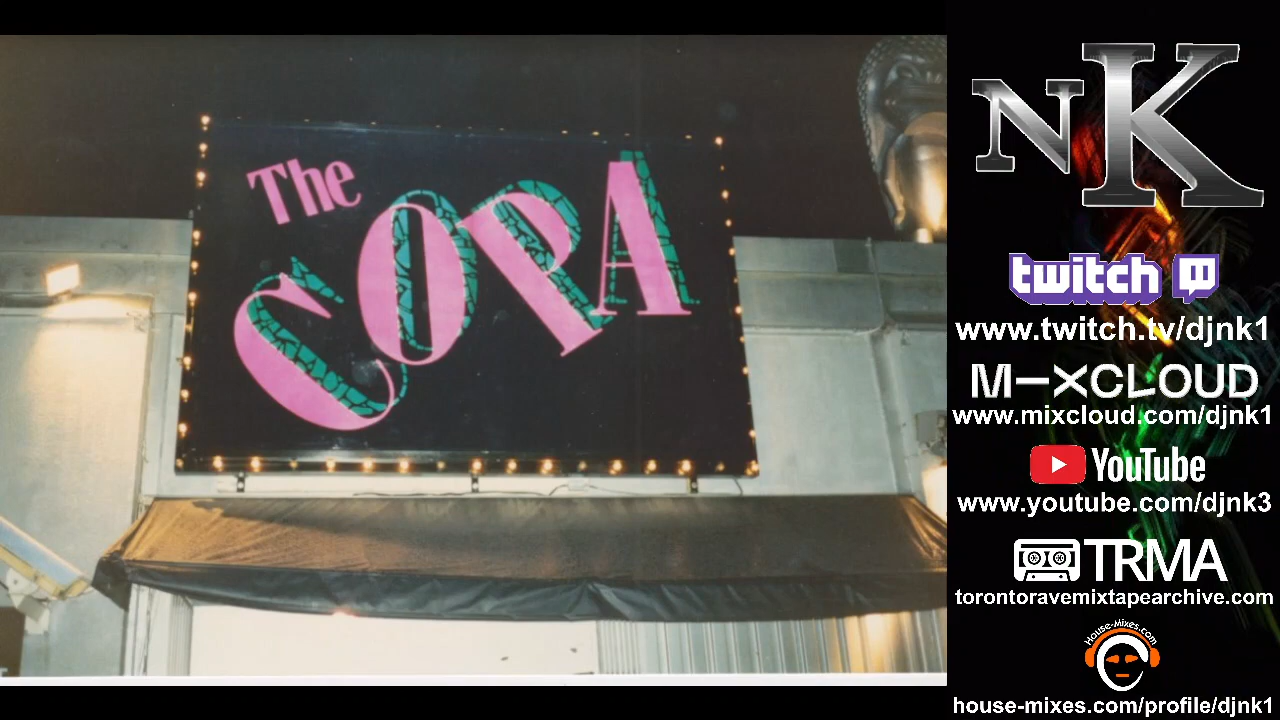 The
COPA
NK
twitch
www.twitch.tv/djnk1
M-XCLOUD
www.mixcloud.com/djnk1
YouTube
www.youtube.com/djnk3
TRMA
torontoravemixtapearchive.com
House-Mixes.com
house-mixes.com/profile/djnk1